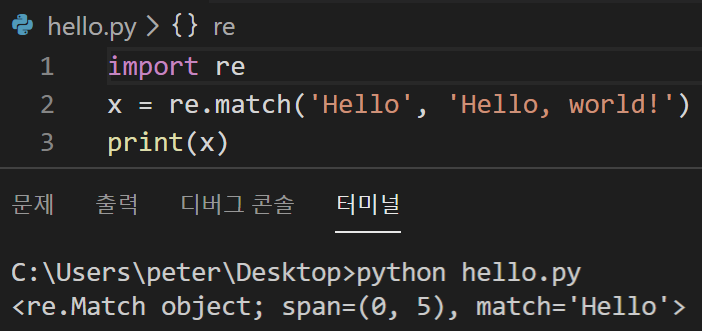 hello.py > {} re
1 import re
2 x = re.match('Hello', 'Hello, world!')
3 print(x)
문제 출력 디버그 콘솔 터미널
C:\Users\peter\Desktop>python hello.py
<re.Match object; span=(0, 5), match='Hello'>